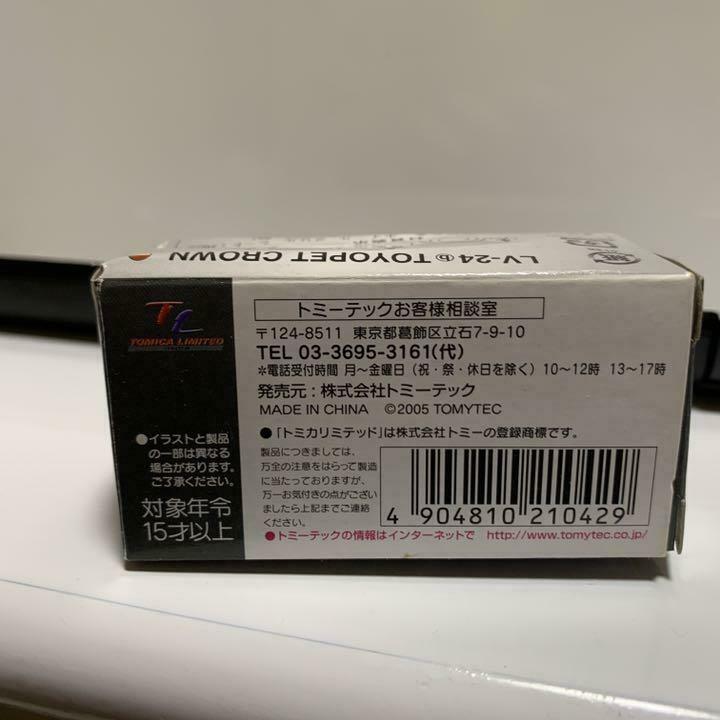 LV-24ⓑ TOYOPET CROWN
紙
TL
TOMICA LIMITED
●イラストと製品
の一部は異なる
場合があります。
ご了承ください。
対象年令
15才以上
トミーテックお客様相談室
〒124-8511 東京都葛飾区立石7-9-10
TEL 03-3695-3161(代)
*電話受付時間 月〜金曜日（祝・祭・休日を除く）10〜12時 13〜17時
発売元：株式会社トミーテック
MADE IN CHINA ©2005 TOMYTEC
●「トミカリミテッド」は株式会社トミーの登録商標です。
製品につきましては、
万全の注意をはらって製造
に当たっておりますが、
万一お気付きの点がござい
ましたら上記までご連絡
ください。
4 904810 210429
●トミーテックの情報はインターネットで http://www.tomytec.co.jp/